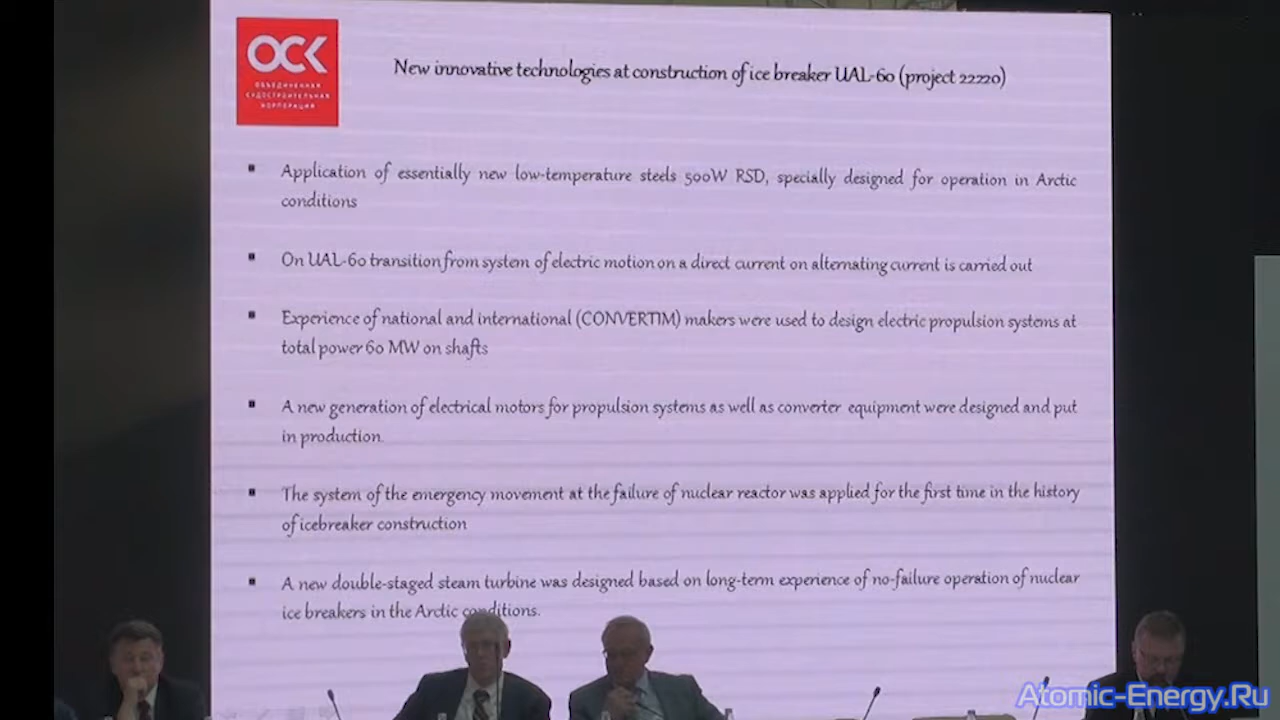 ОСК
ОБЪЕДИНЕННАЯ
СУДОСТРОИТЕЛЬНАЯ
КОРПОРАЦИЯ
New innovative technologies at construction of ice breaker UAL-60 (project 22220)
▪ Application of essentially new low-temperature steels 500W RSD, specially designed for operation in Arctic
conditions
▪ On UAL-60 transition from system of electric motion on a direct current on alternating current is carried out
▪ Experience of national and international (CONVERTIM) makers were used to design electric propulsion systems at
total power 60 MW on shafts
▪ A new generation of electrical motors for propulsion systems as well as converter equipment were designed and put
in production.
▪ The system of the emergency movement at the failure of nuclear reactor was applied for the first time in the history
of icebreaker construction
▪ A new double-staged steam turbine was designed based on long-term experience of no-failure operation of nuclear
ice breakers in the Arctic conditions.
Atomic-Energy.Ru